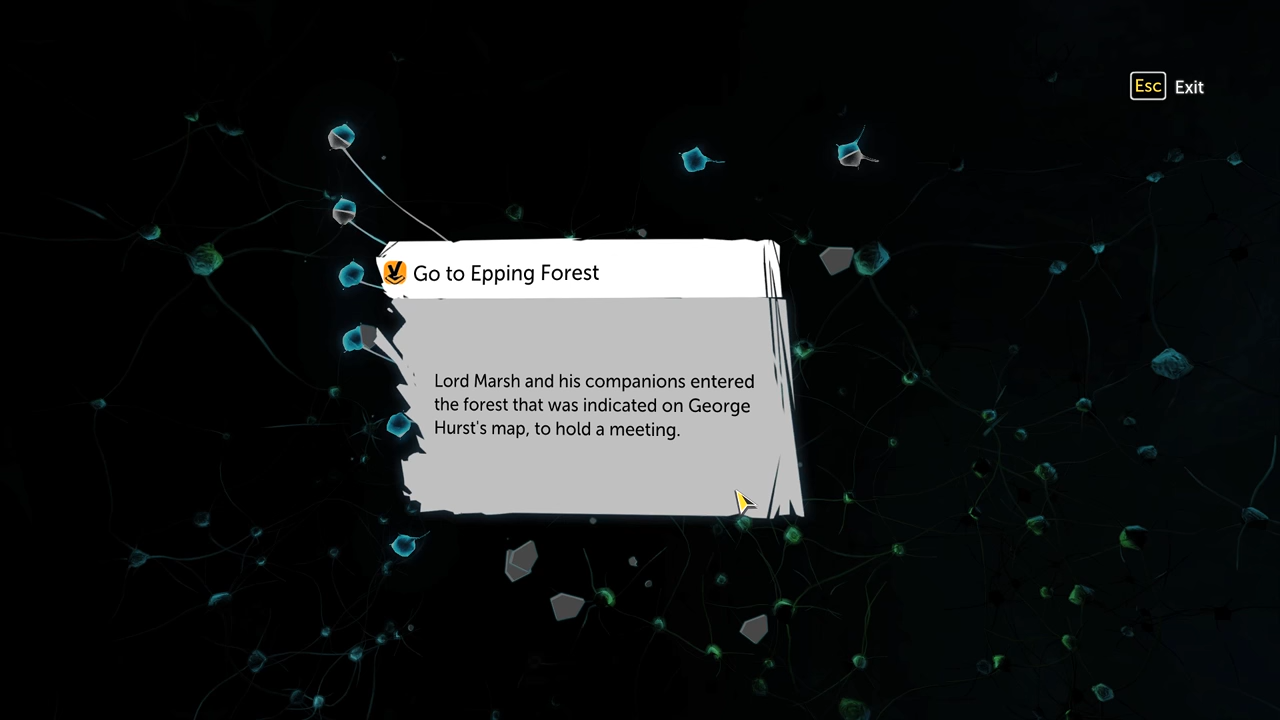 Esc Exit
Go to Epping Forest
Lord Marsh and his companions entered
the forest that was indicated on George
Hurst's map, to hold a meeting.